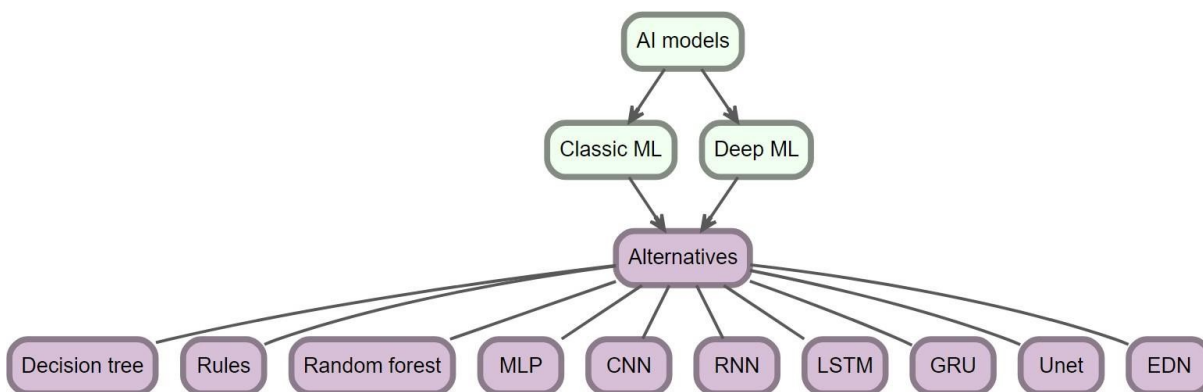 AI models
Classic ML
Deep ML
Alternatives
Decision tree
Rules
Random forest
MLP
CNN
RNN
LSTM
GRU
Unet
EDN